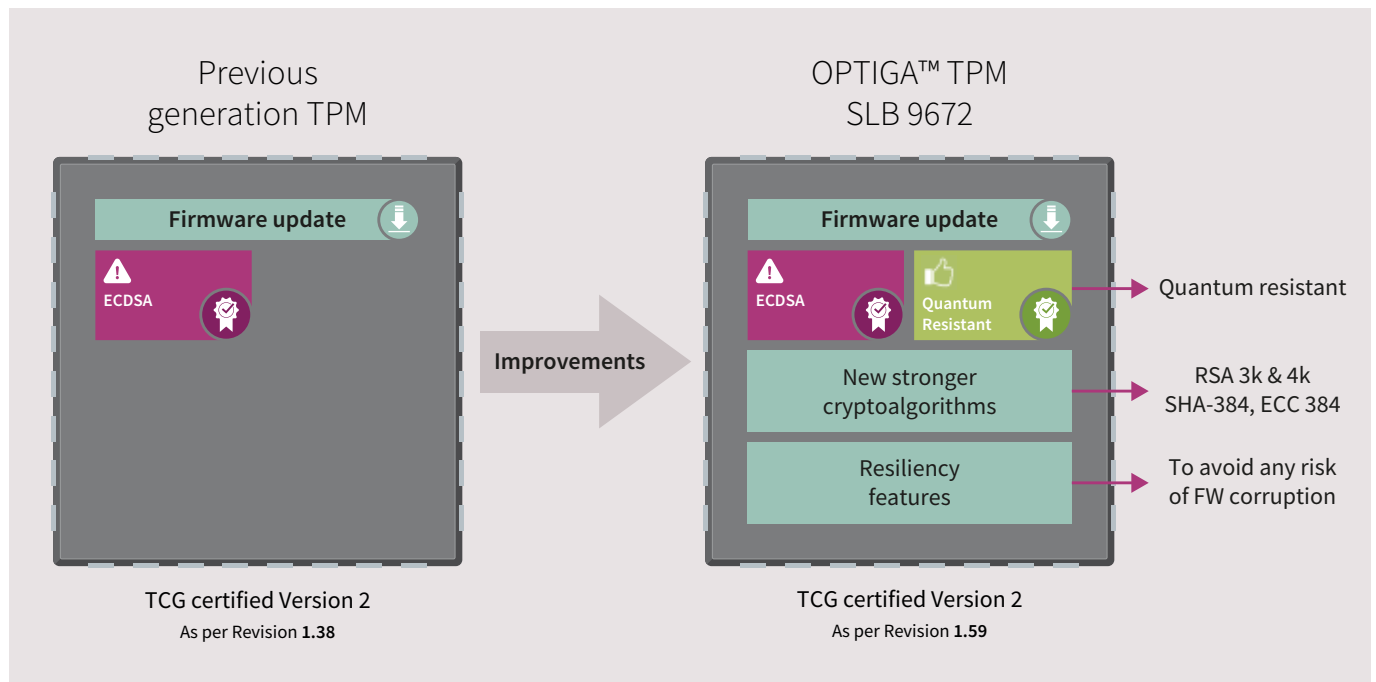 Previous
generation TPM
Firmware update
ECDSA
TCG certified Version 2
As per Revision 1.38
Improvements
OPTIGA™ TPM
SLB 9672
Firmware update
ECDSA
Quantum
Resistant
New stronger
cryptoalgorithms
Resiliency
features
Quantum resistant
RSA 3k & 4k
SHA-384, ECC 384
To avoid any risk
of FW corruption
TCG certified Version 2
As per Revision 1.59